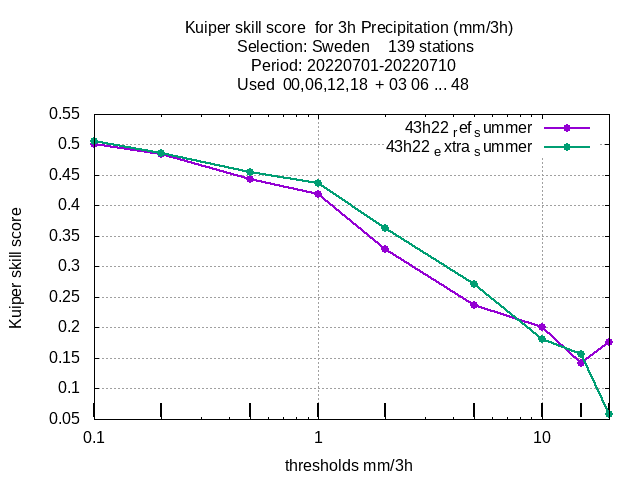 Kuiper skill score  for 3h Precipitation (mm/3h)
Selection: Sweden    139 stations
Period: 20220701-20220710
Used  00,06,12,18  + 03 06 ... 48
43h22 ref summer
43h22 extra summer
Kuiper skill score
0.55
0.5
0.45
0.4
0.35
0.3
0.25
0.2
0.15
0.1
0.05
0.1 1 10
thresholds mm/3h